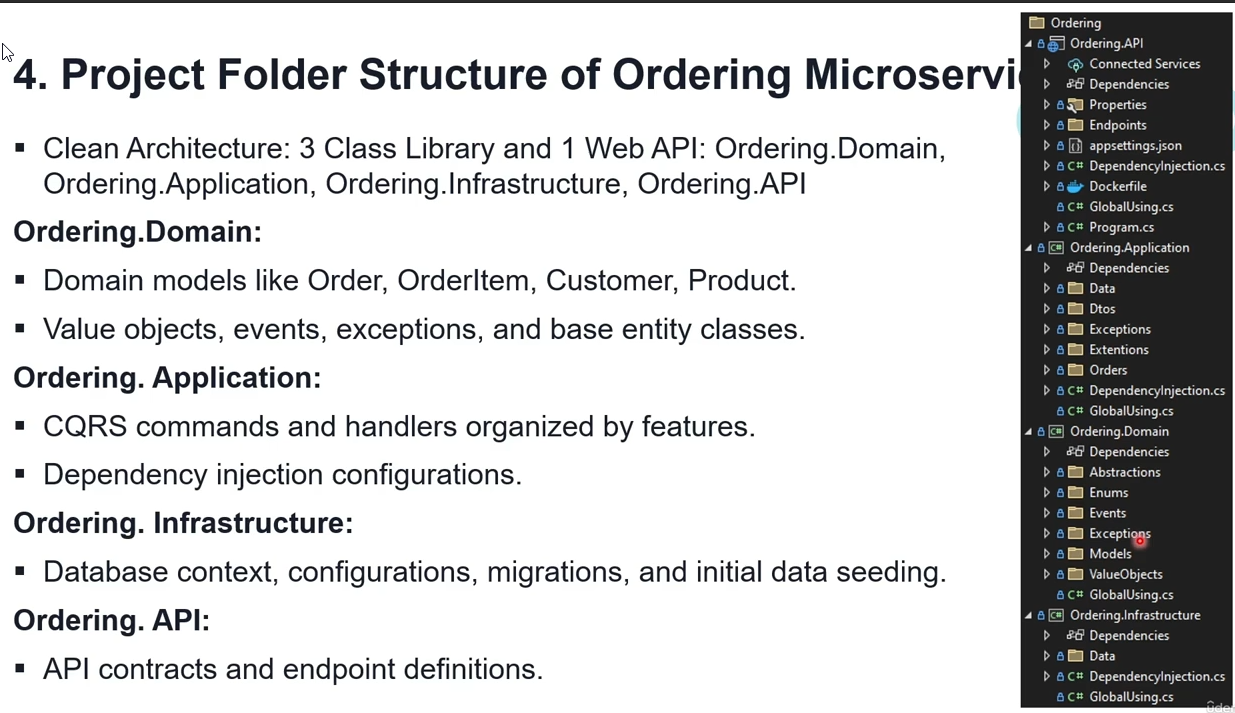 4. Project Folder Structure of Ordering Microservi
▪ Clean Architecture: 3 Class Library and 1 Web API: Ordering.Domain,
Ordering.Application, Ordering.Infrastructure, Ordering.API
Ordering.Domain:
▪ Domain models like Order, OrderItem, Customer, Product.
▪ Value objects, events, exceptions, and base entity classes.
Ordering. Application:
▪ CQRS commands and handlers organized by features.
▪ Dependency injection configurations.
Ordering. Infrastructure:
▪ Database context, configurations, migrations, and initial data seeding.
Ordering. API:
▪ API contracts and endpoint definitions.
Ordering
Ordering.API
Connected Services
Dependencies
Properties
Endpoints
appsettings.json
C# DependencyInjection.cs
Dockerfile
C# GlobalUsing.cs
C# Program.cs
C# Ordering.Application
Dependencies
Data
Dtos
Exceptions
Extentions
Orders
C# DependencyInjection.cs
C# GlobalUsing.cs
C# Ordering.Domain
Dependencies
Abstractions
Enums
Events
Exceptions
Models
ValueObjects
C# GlobalUsing.cs
C# Ordering.Infrastructure
Dependencies
Data
C# DependencyInjection.cs
C# GlobalUsing.cs